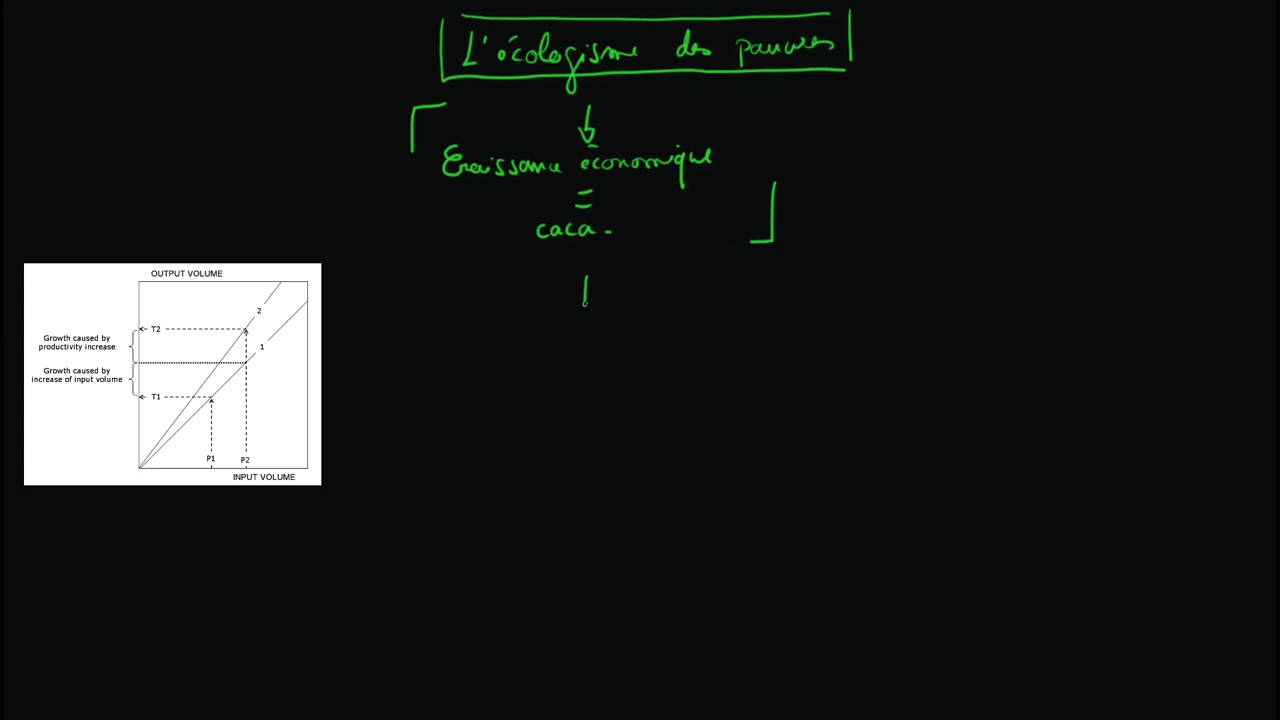 L'écologisme des pauvres
Croissance économique
=
caca.
OUTPUT VOLUME
2
T2
Growth caused by
productivity increase
1
Growth caused by
increase of input volume
T1
P1 P2
INPUT VOLUME